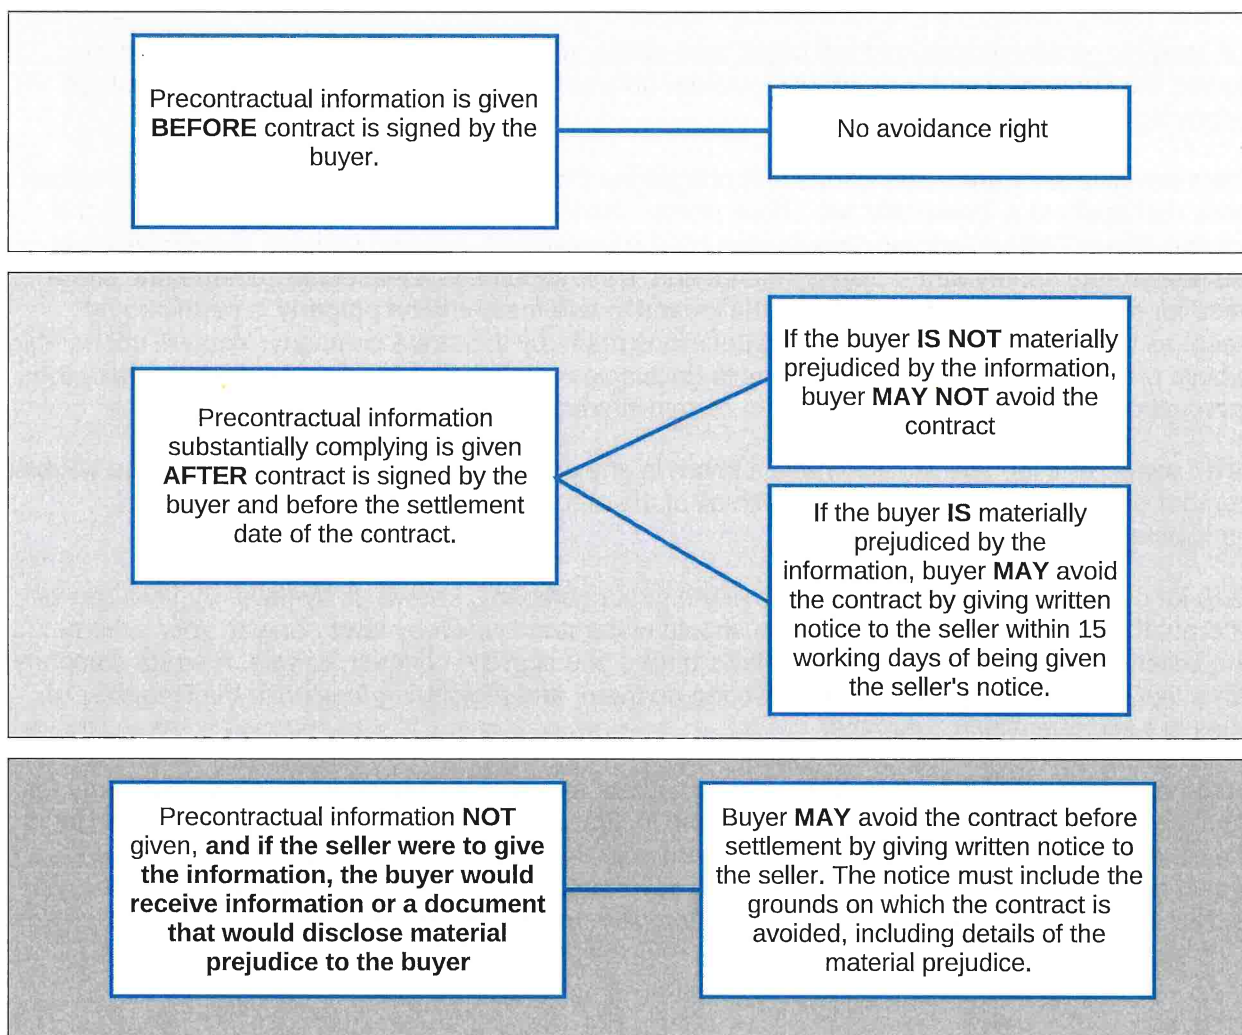 Precontractual information is given
BEFORE contract is signed by the
buyer.
No avoidance right
Precontractual information
substantially complying is given
AFTER contract is signed by the
buyer and before the settlement
date of the contract.
If the buyer IS NOT materially
prejudiced by the information,
buyer MAY NOT avoid the
contract
If the buyer IS materially
prejudiced by the
information, buyer MAY avoid
the contract by giving written
notice to the seller within 15
working days of being given
the seller's notice.
Precontractual information NOT
given, and if the seller were to give
the information, the buyer would
receive information or a document
that would disclose material
prejudice to the buyer
Buyer MAY avoid the contract before
settlement by giving written notice to
the seller. The notice must include the
grounds on which the contract is
avoided, including details of the
material prejudice.